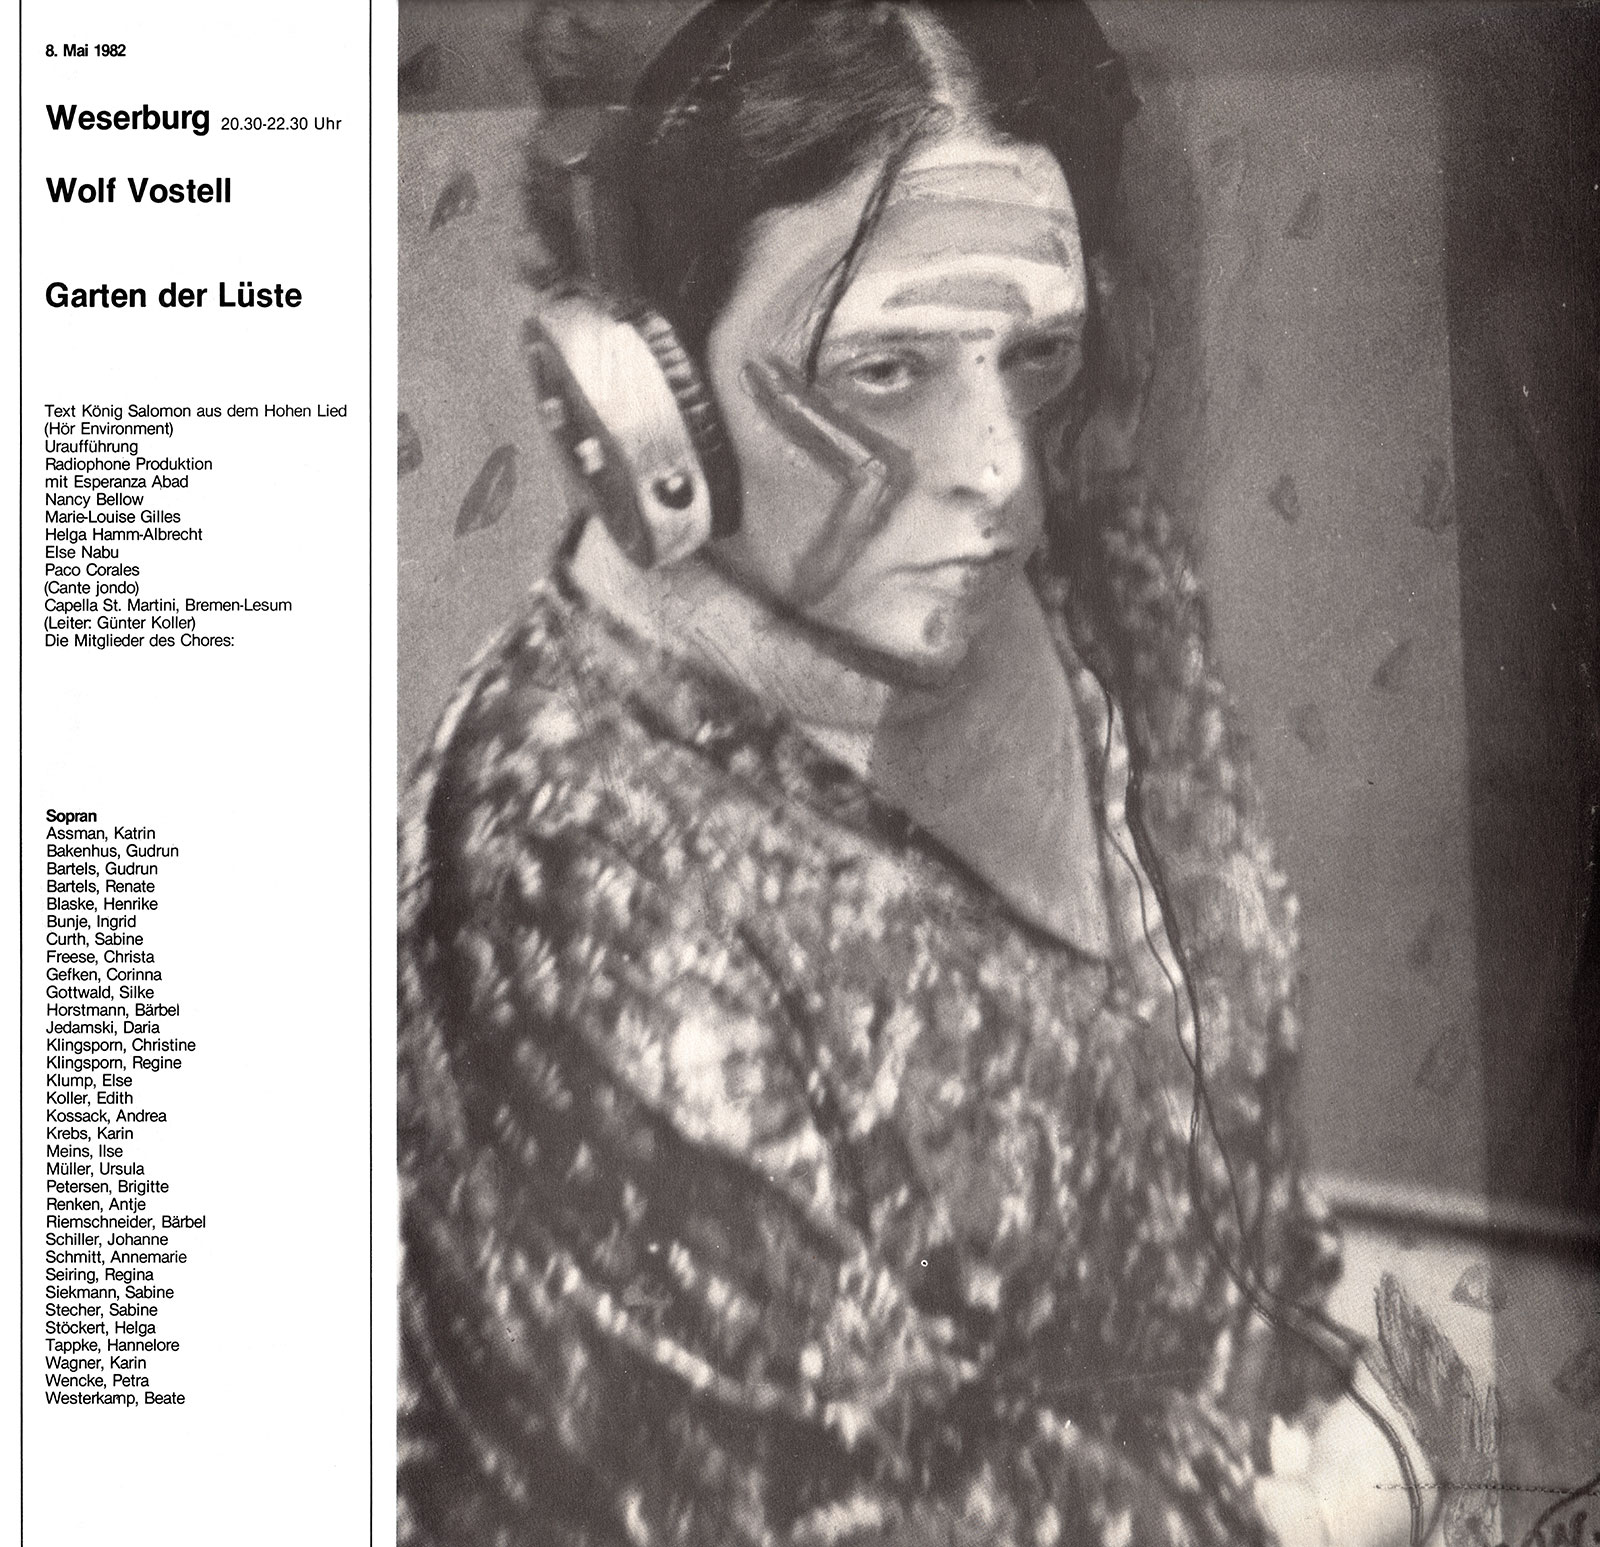 8. Mai 1982
Weserburg 20.30-22.30 Uhr
Wolf Vostell
Garten der Lüste
Text König Salomon aus dem Hohen Lied
(Hör Environment)
Uraufführung
Radiophone Produktion
mit Esperanza Abad
Nancy Bellow
Marie-Louise Gilles
Helga Hamm-Albrecht
Else Nabu
Paco Corales
(Cante jondo)
Capella St. Martini, Bremen-Lesum
(Leiter: Günter Koller)
Die Mitglieder des Chores:
Sopran
Assman, Katrin
Bakenhus, Gudrun
Bartels, Gudrun
Bartels, Renate
Blaske, Henrike
Bunje, Ingrid
Curth, Sabine
Freese, Christa
Gefken, Corinna
Gottwald, Silke
Horstmann, Bärbel
Jedamski, Daria
Klingsporn, Christine
Klingsporn, Regine
Klump, Else
Koller, Edith
Kossack, Andrea
Krebs, Karin
Meins, Ilse
Müller, Ursula
Petersen, Brigitte
Renken, Antje
Riemschneider, Bärbel
Schiller, Johanne
Schmitt, Annemarie
Seiring, Regina
Siekmann, Sabine
Stecher, Sabine
Stöckert, Helga
Tappke, Hannelore
Wagner, Karin
Wencke, Petra
Westerkamp, Beate